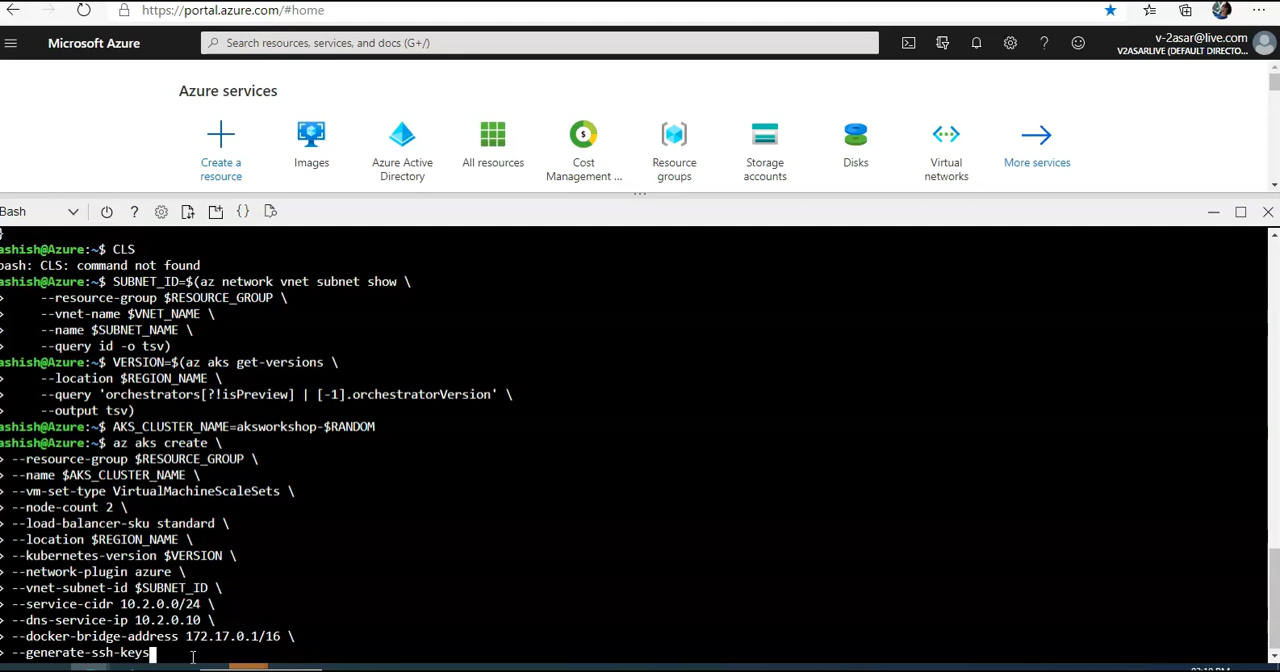 https://portal.azure.com/#home
Microsoft Azure
Search resources, services, and docs (G+/)
v-2asar@live.com
V2ASARLIVE (DEFAULT DIRECTO...
Azure services
Create a resource
Images
Azure Active Directory
All resources
Cost Management ...
Resource groups
Storage accounts
Disks
Virtual networks
More services
Bash
}
ashish@Azure:~$ CLS
bash: CLS: command not found
ashish@Azure:~$ SUBNET_ID=$(az network vnet subnet show \
>     --resource-group $RESOURCE_GROUP \
>     --vnet-name $VNET_NAME \
>     --name $SUBNET_NAME \
>     --query id -o tsv)
ashish@Azure:~$ VERSION=$(az aks get-versions \
>     --location $REGION_NAME \
>     --query 'orchestrators[?!isPreview] | [-1].orchestratorVersion' \
>     --output tsv)
ashish@Azure:~$ AKS_CLUSTER_NAME=aksworkshop-$RANDOM
ashish@Azure:~$ az aks create \
> --resource-group $RESOURCE_GROUP \
> --name $AKS_CLUSTER_NAME \
> --vm-set-type VirtualMachineScaleSets \
> --node-count 2 \
> --load-balancer-sku standard \
> --location $REGION_NAME \
> --kubernetes-version $VERSION \
> --network-plugin azure \
> --vnet-subnet-id $SUBNET_ID \
> --service-cidr 10.2.0.0/24 \
> --dns-service-ip 10.2.0.10 \
> --docker-bridge-address 172.17.0.1/16 \
> --generate-ssh-keys